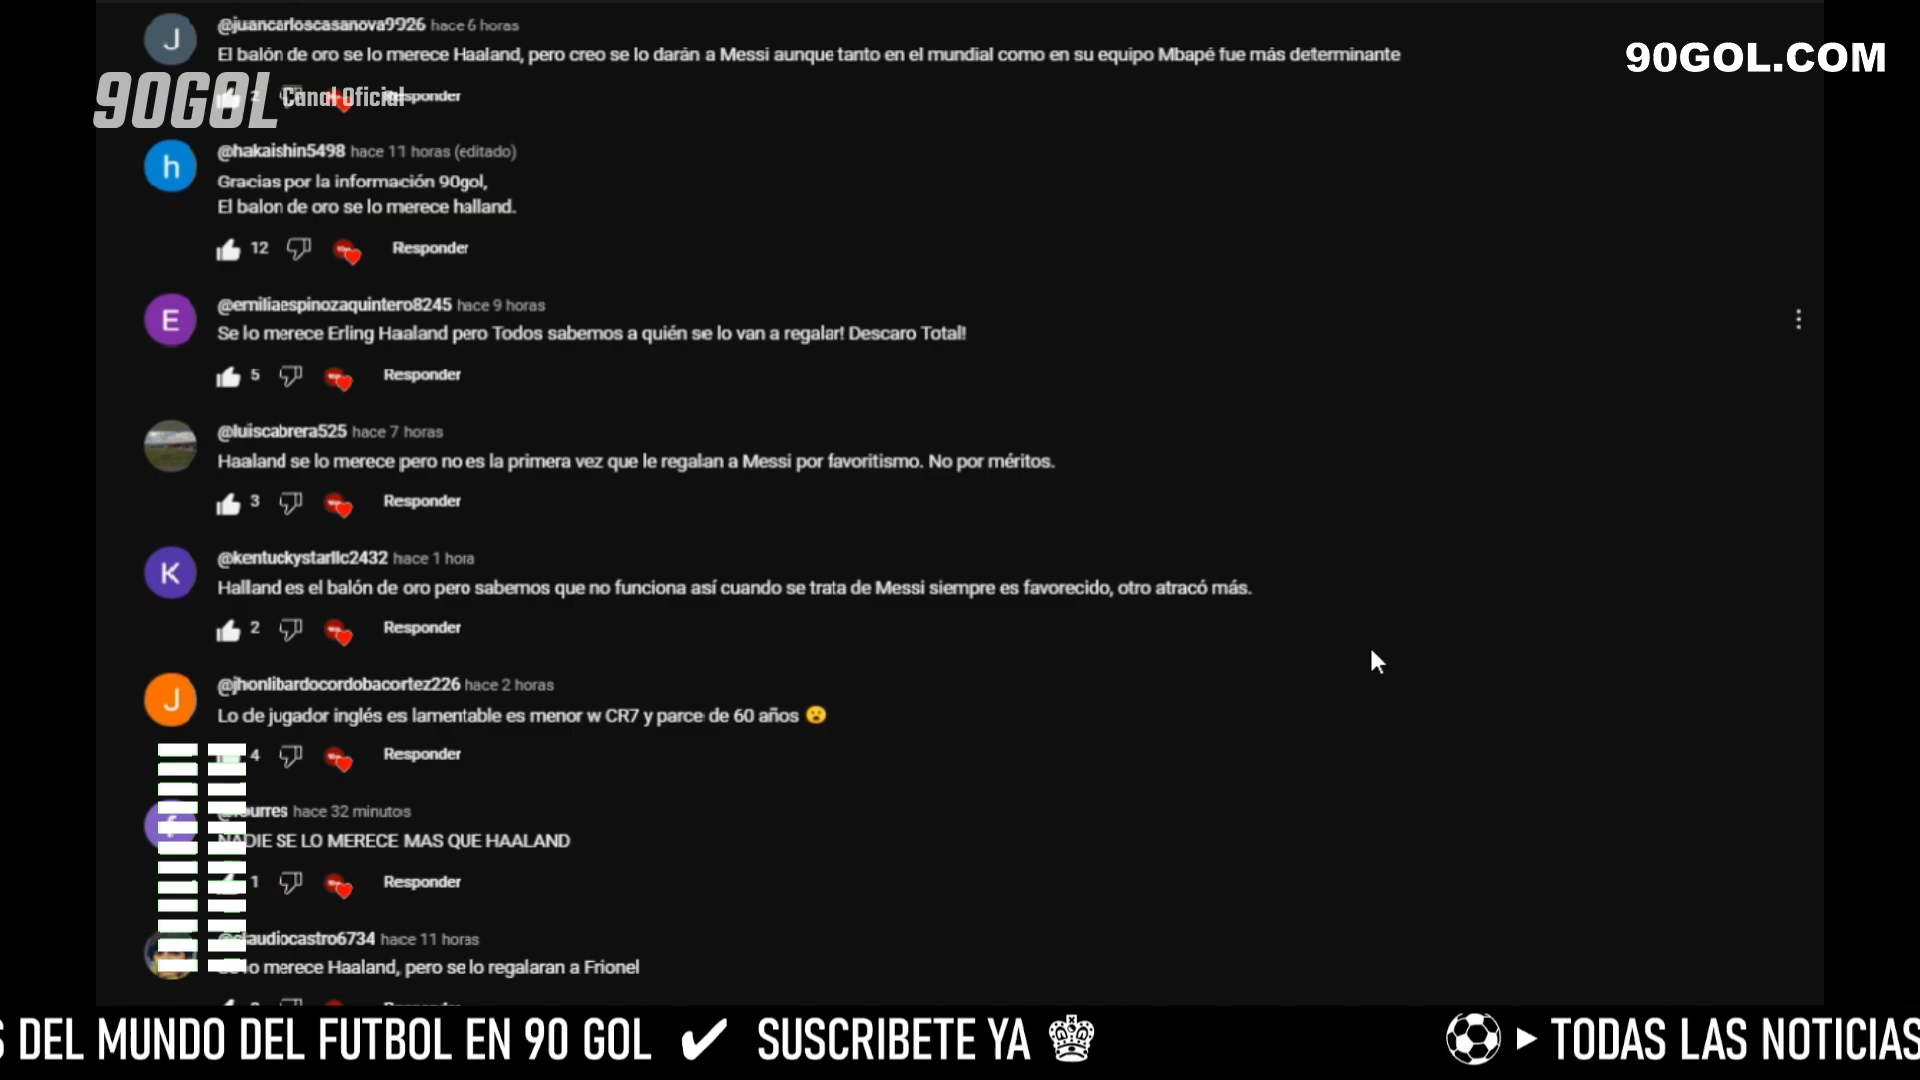 @juancarloscasanova9926 hace 6 horas
El balón de oro se lo merece Haaland, pero creo se lo darán a Messi aunque tanto en el mundial como en su equipo Mbapé fue más determinante
90GOL.COM
90GOL Canal Oficial
2 Responder
@hakaishin5498 hace 11 horas (editado)
Gracias por la información 90gol,
El balon de oro se lo merece halland.
12 Responder
@emiliaespinozaquintero8245 hace 9 horas
Se lo merece Erling Haaland pero Todos sabemos a quién se lo van a regalar! Descaro Total!
5 Responder
@luiscabrera525 hace 7 horas
Haaland se lo merece pero no es la primera vez que le regalan a Messi por favoritismo. No por méritos.
3 Responder
@kentuckystarllc2432 hace 1 hora
Halland es el balón de oro pero sabemos que no funciona así cuando se trata de Messi siempre es favorecido, otro atracó más.
2 Responder
@jhonlibardocordobacortez226 hace 2 horas
Lo de jugador inglés es lamentable es menor w CR7 y parce de 60 años 😮
4 Responder
hace 32 minutos
NADIE SE LO MERECE MAS QUE HAALAND
1 Responder
@claudiocastro6734 hace 11 horas
lo merece Haaland, pero se lo regalaran a Frionel
S DEL MUNDO DEL FUTBOL EN 90 GOL ✔ SUSCRIBETE YA
TODAS LAS NOTICIAS